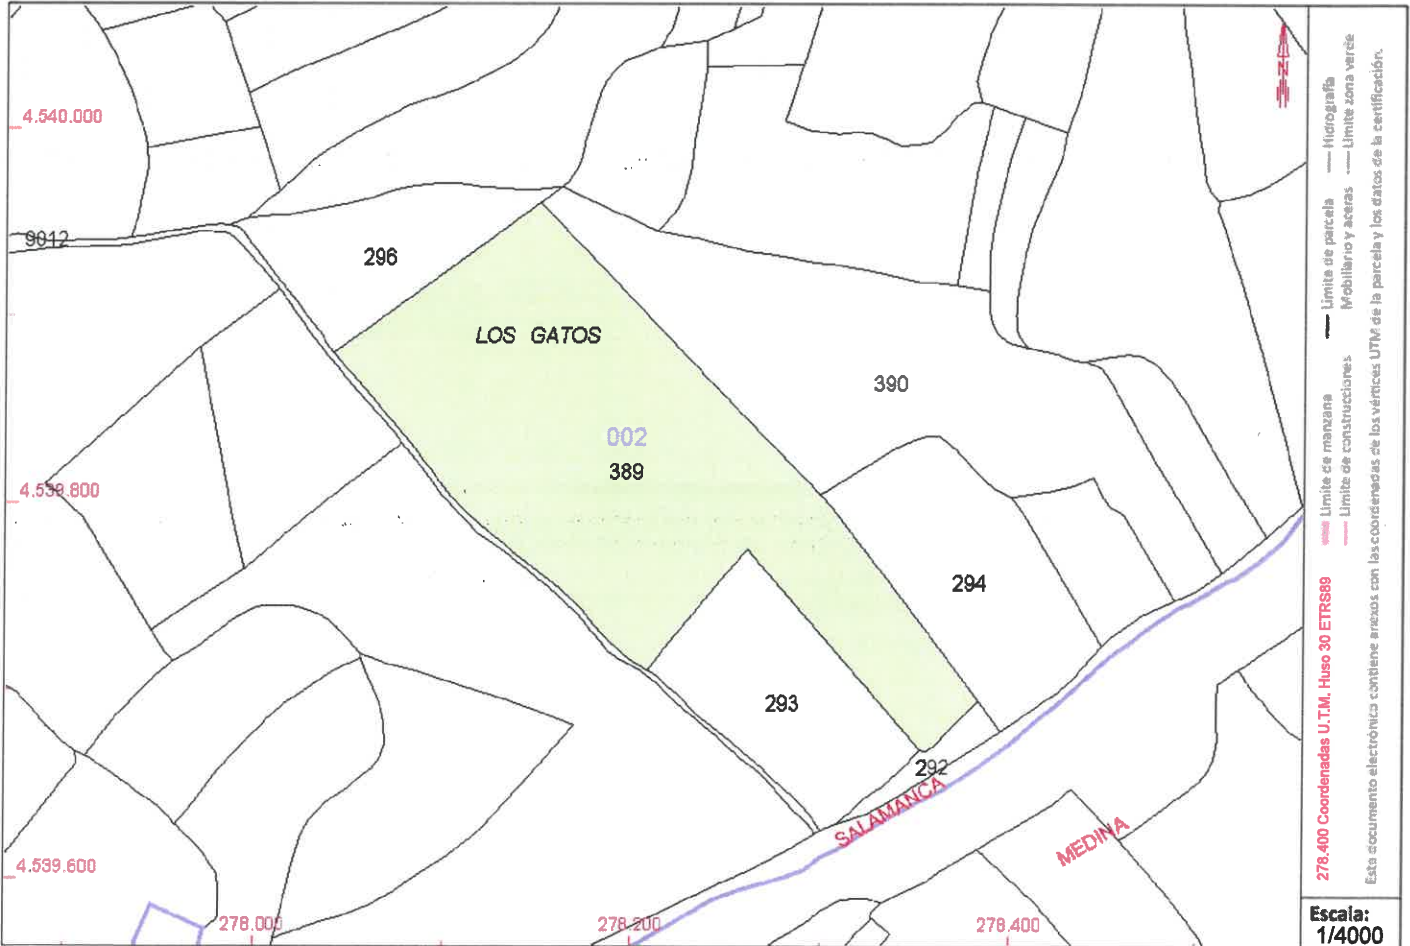 4.540.000
9012
296
LOS GATOS
390
002
389
4.539.800
294
293
292
SALAMANCA
MEDINA
4.539.600
278.000
278.200
278.400
N
Límite de manzana
Límite de parcela
Hidrografía
Límite de construcciones
Mobiliario y aceras
Límite zona verde
278.400 Coordenadas U.T.M. Huso 30 ETRS89
Este documento electrónico contiene anexos con las coordenadas de los vértices UTM de la parcela y los datos de la certificación.
Escala:
1/4000